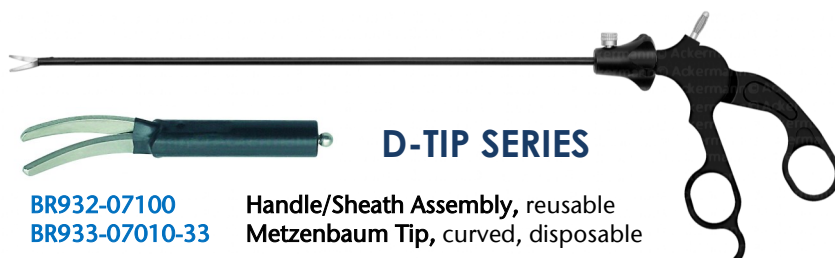 D-TIP SERIES
BR932-07100 Handle/Sheath Assembly, reusable
BR933-07010-33 Metzenbaum Tip, curved, disposable